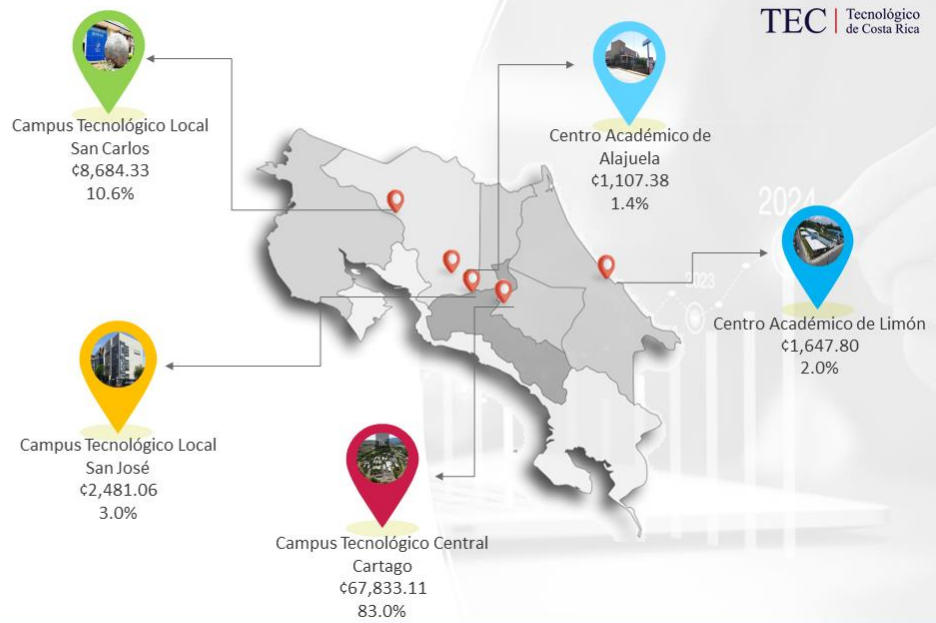 TEC | Tecnológico
de Costa Rica
Campus Tecnológico Local
San Carlos
¢8,684.33
10.6%
Centro Académico de
Alajuela
¢1,107.38
1.4%
2024
2023
Centro Académico de Limón
¢1,647.80
2.0%
Campus Tecnológico Local
San José
¢2,481.06
3.0%
Campus Tecnológico Central
Cartago
¢67,833.11
83.0%